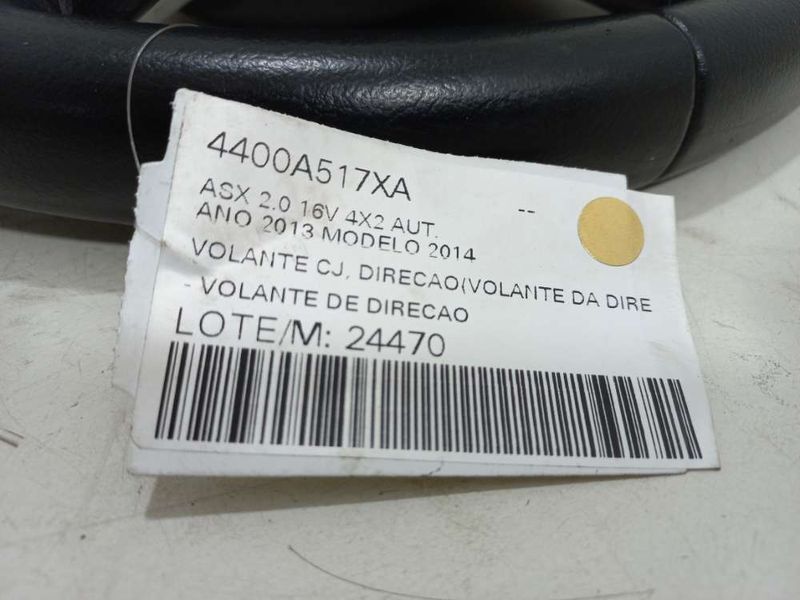 4400A517XA
ASX 2.0 16V 4X2 AUT. --
ANO 2013 MODELO 2014
VOLANTE CJ, DIRECAO(VOLANTE DA DIRE
- VOLANTE DE DIRECAO
LOTE/M: 24470